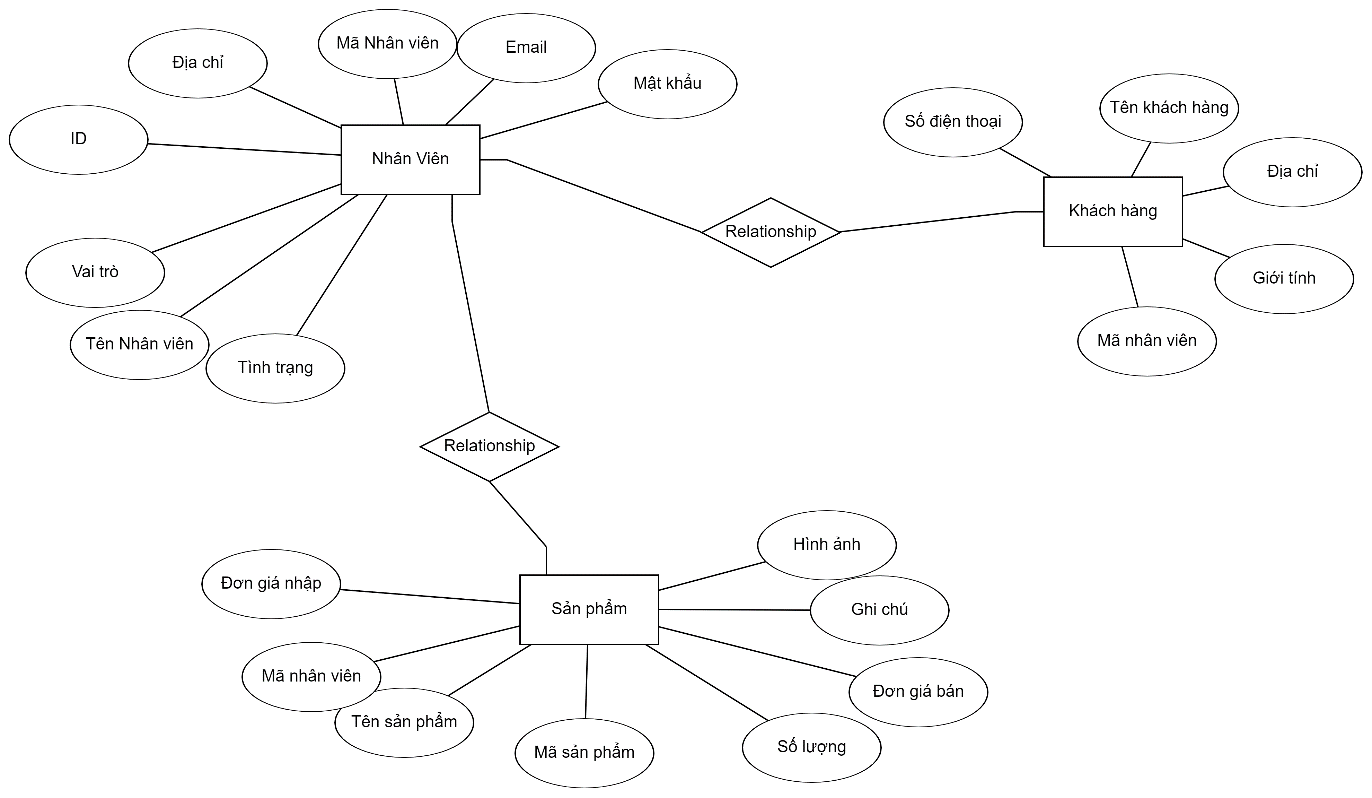 Mã Nhân viên
Email
Địa chỉ
Mật khẩu
ID
Nhân Viên
Số điện thoại
Tên khách hàng
Địa chỉ
Khách hàng
Relationship
Vai trò
Giới tính
Tên Nhân viên
Mã nhân viên
Tình trạng
Relationship
Hình ảnh
Đơn giá nhập
Sản phẩm
Ghi chú
Mã nhân viên
Đơn giá bán
Tên sản phẩm
Mã sản phẩm
Số lượng